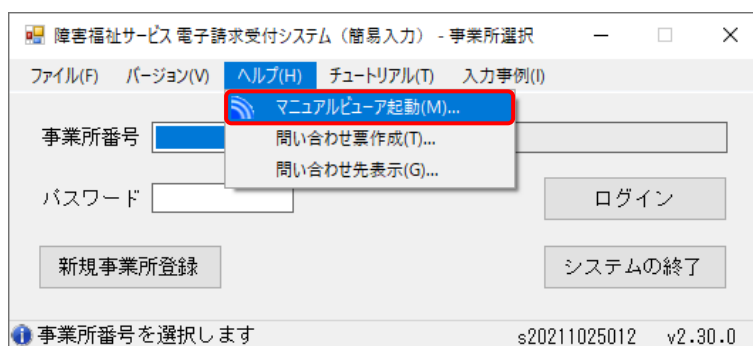 障害福祉サービス 電子請求受付システム（簡易入力） - 事業所選択
ファイル(F) バージョン(V) ヘルプ(H) チュートリアル(T) 入力事例(I)
マニュアルビューア起動(M)...
事業所番号
問い合わせ票作成(T)...
問い合わせ先表示(G)...
パスワード
ログイン
新規事業所登録
システムの終了
事業所番号を選択します
s20211025012 v2.30.0